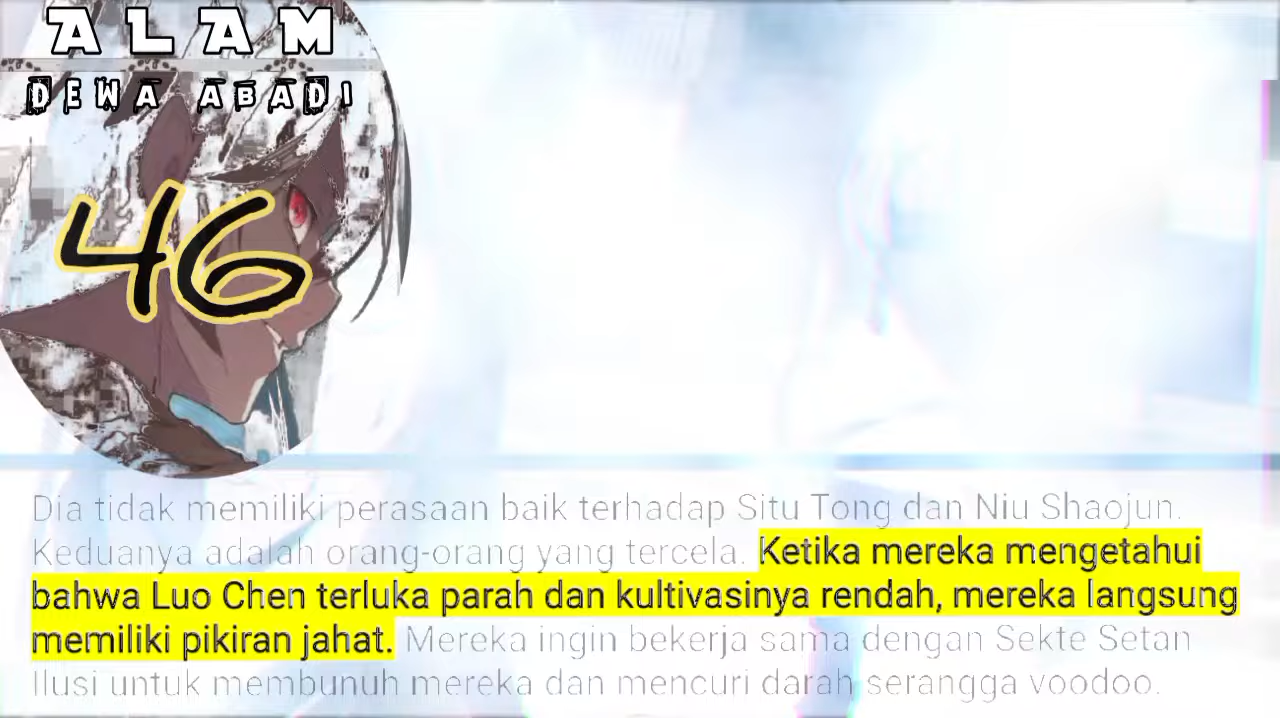 ALAM
DEWA ABADI
46
Dia tidak memiliki perasaan baik terhadap Situ Tong dan Niu Shaojun.
Keduanya adalah orang-orang yang tercela. Ketika mereka mengetahui
bahwa Luo Chen terluka parah dan kultivasinya rendah, mereka langsung
memiliki pikiran jahat. Mereka ingin bekerja sama dengan Sekte Setan
Ilusi untuk membunuh mereka dan mencuri darah serangga voodoo.